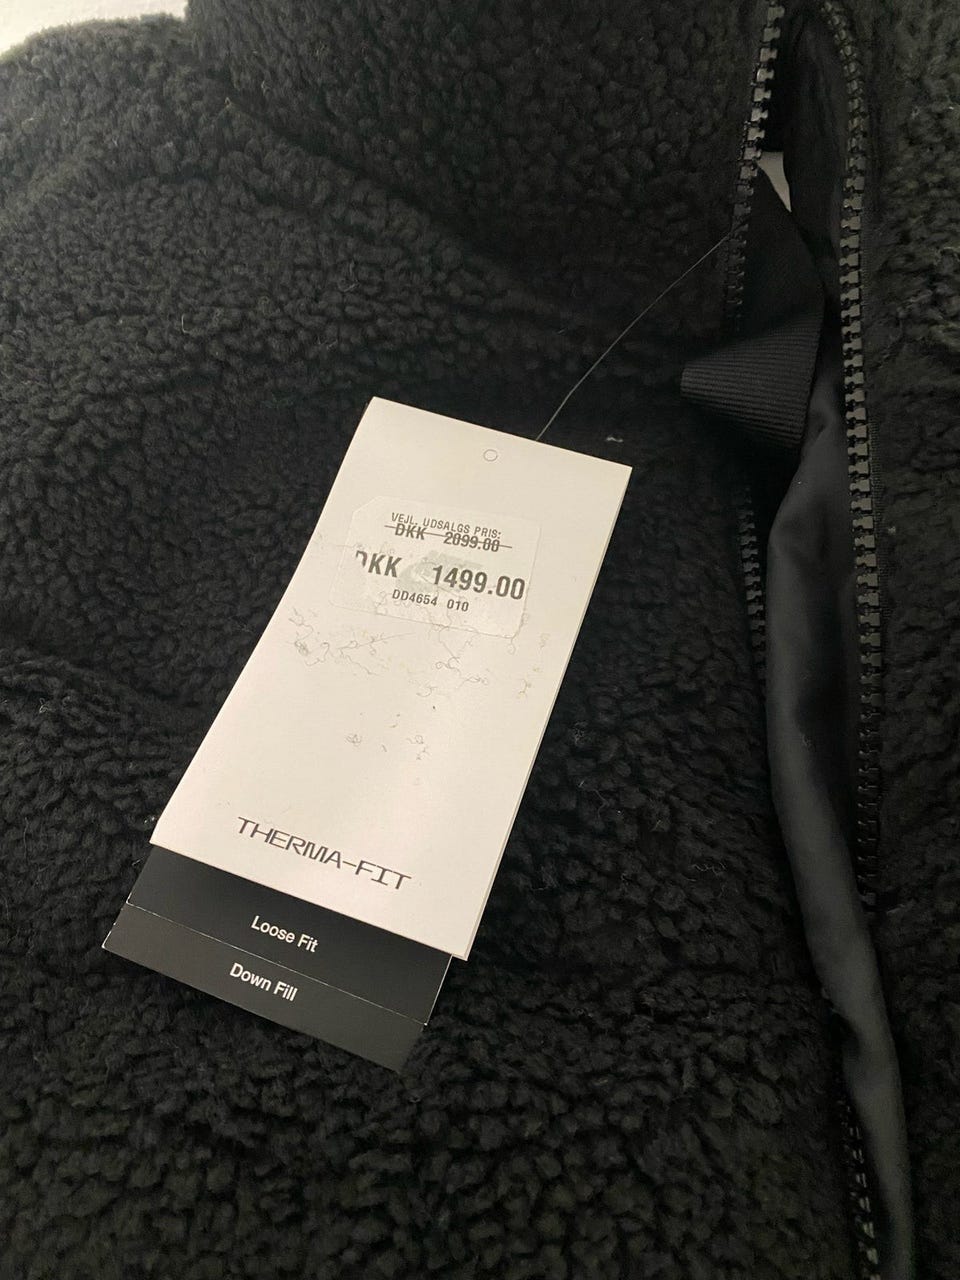 VEJL. UDSALGS PRIS:
DKK 2099.00
DKK 1499.00
DD4654 010
THERMA-FIT
Loose Fit
Down Fill